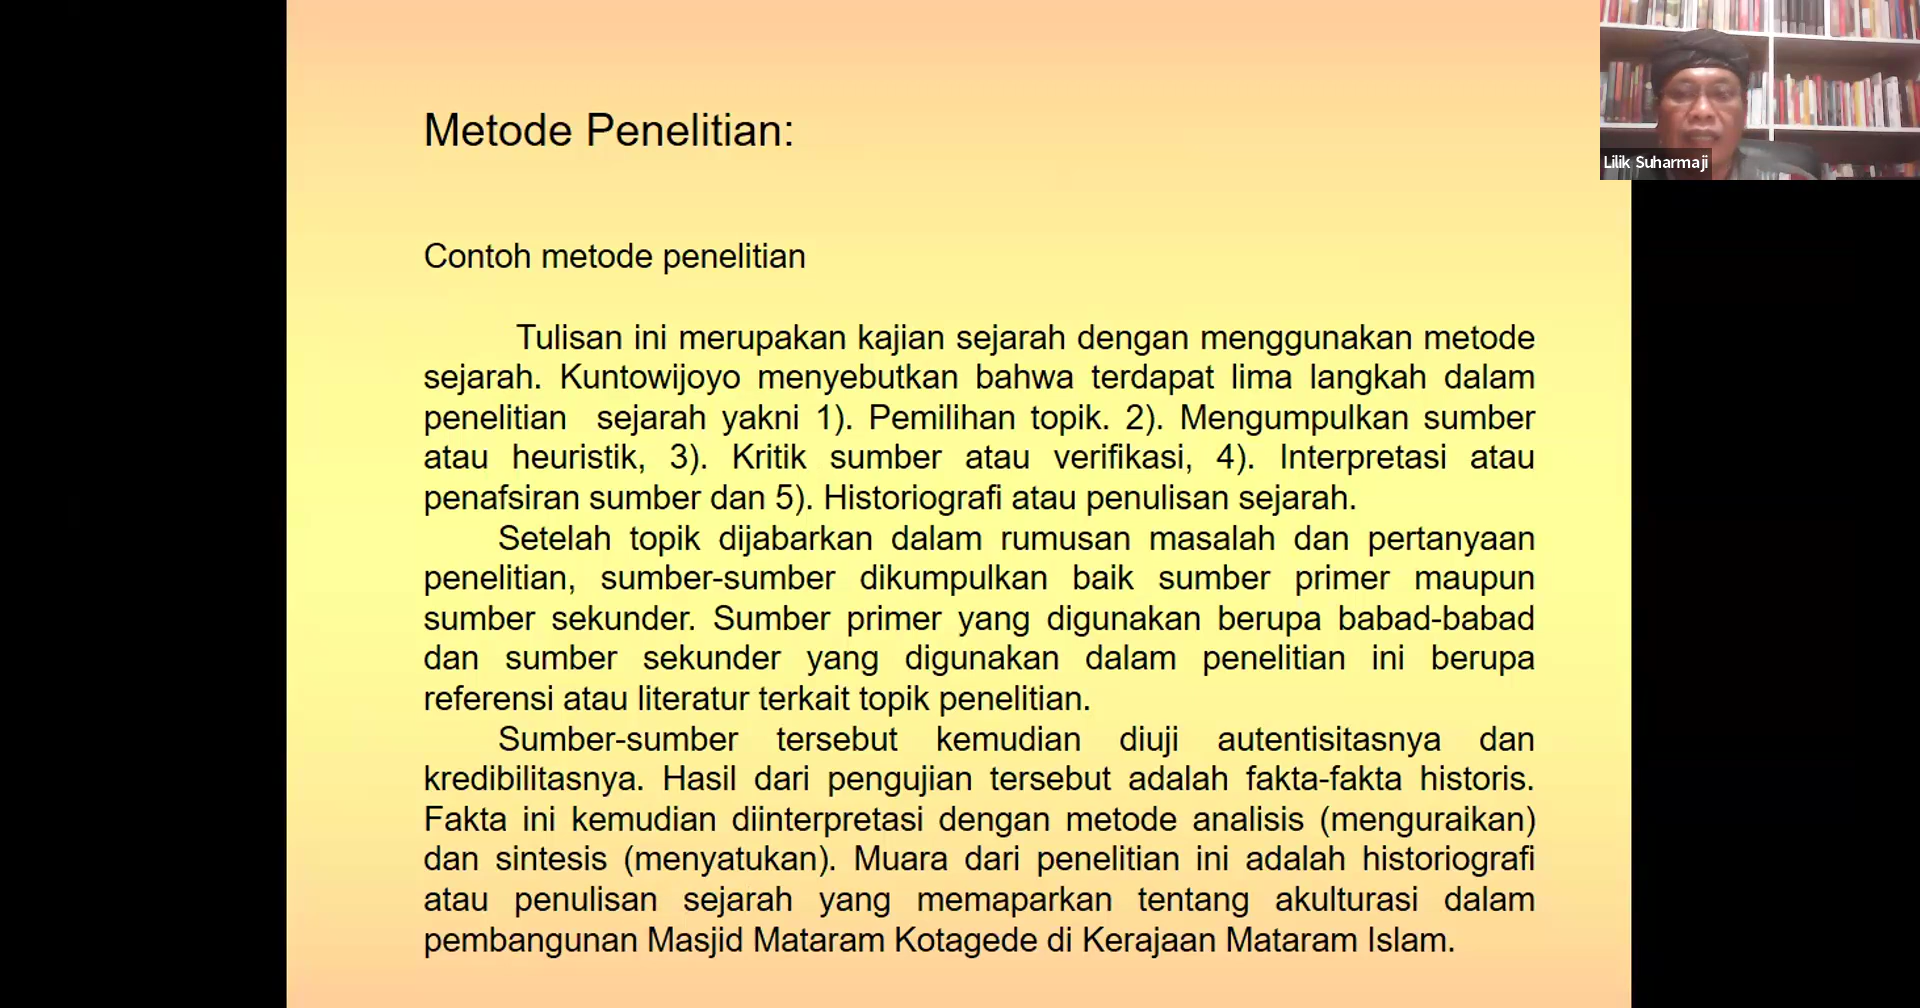 Metode Penelitian:
Contoh metode penelitian
Tulisan ini merupakan kajian sejarah dengan menggunakan metode
sejarah. Kuntowijoyo menyebutkan bahwa terdapat lima langkah dalam
penelitian sejarah yakni 1). Pemilihan topik. 2). Mengumpulkan sumber
atau heuristik, 3). Kritik sumber atau verifikasi, 4). Interpretasi atau
penafsiran sumber dan 5). Historiografi atau penulisan sejarah.
Setelah topik dijabarkan dalam rumusan masalah dan pertanyaan
penelitian, sumber-sumber dikumpulkan baik sumber primer maupun
sumber sekunder. Sumber primer yang digunakan berupa babad-babad
dan sumber sekunder yang digunakan dalam penelitian ini berupa
referensi atau literatur terkait topik penelitian.
Sumber-sumber tersebut kemudian diuji autentisitasnya dan
kredibilitasnya. Hasil dari pengujian tersebut adalah fakta-fakta historis.
Fakta ini kemudian diinterpretasi dengan metode analisis (menguraikan)
dan sintesis (menyatukan). Muara dari penelitian ini adalah historiografi
atau penulisan sejarah yang memaparkan tentang akulturasi dalam
pembangunan Masjid Mataram Kotagede di Kerajaan Mataram Islam.
Lilik Suharmaji